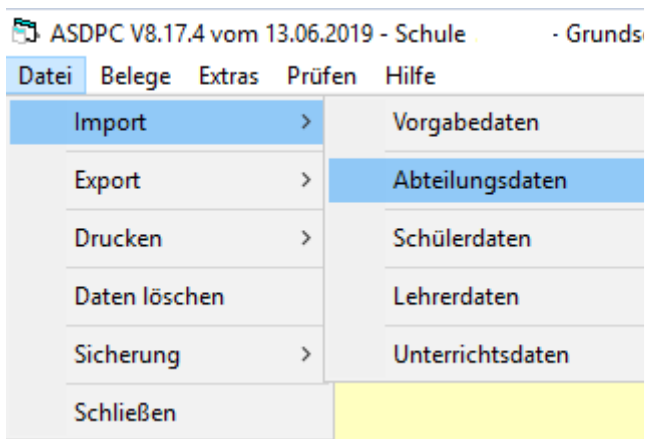 ASDPC V8.17.4 vom 13.06.2019 - Schule - Grunds
Datei Belege Extras Prüfen Hilfe
Import > Vorgabedaten
Export > Abteilungsdaten
Drucken > Schülerdaten
Daten löschen Lehrerdaten
Sicherung > Unterrichtsdaten
Schließen